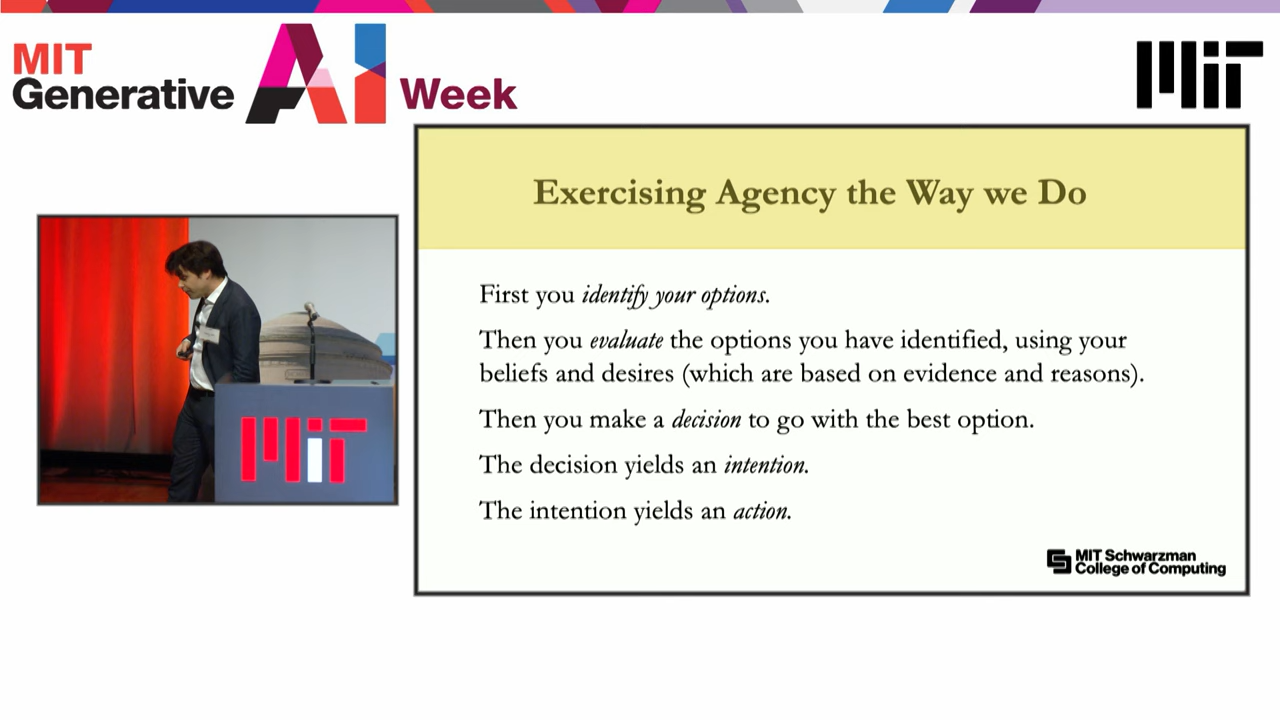 MIT
Generative AI Week
MIT
Exercising Agency the Way we Do
First you identify your options.
Then you evaluate the options you have identified, using your
beliefs and desires (which are based on evidence and reasons).
Then you make a decision to go with the best option.
The decision yields an intention.
The intention yields an action.
MIT Schwarzman
College of Computing
MIT